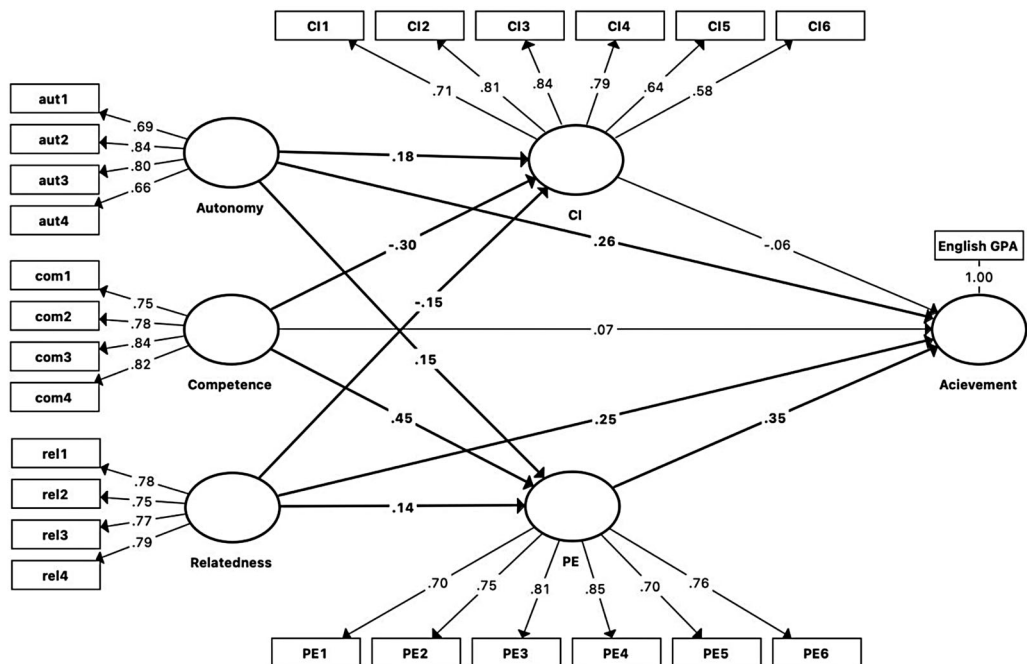 CI1 CI2 CI3 CI4 CI5 CI6
.71 .81 .84 .79 .64 .58
aut1
aut2
aut3
aut4
.69
.84
.80
.66
Autonomy
CI
.18
.26
-.06
-.30
-.15
.15
.07
.45
.25
.35
.14
English GPA
1.00
Acievement
com1
com2
com3
com4
.75
.78
.84
.82
Competence
rel1
rel2
rel3
rel4
.78
.75
.77
.79
Relatedness
PE
.70 .75 .81 .85 .70 .76
PE1 PE2 PE3 PE4 PE5 PE6